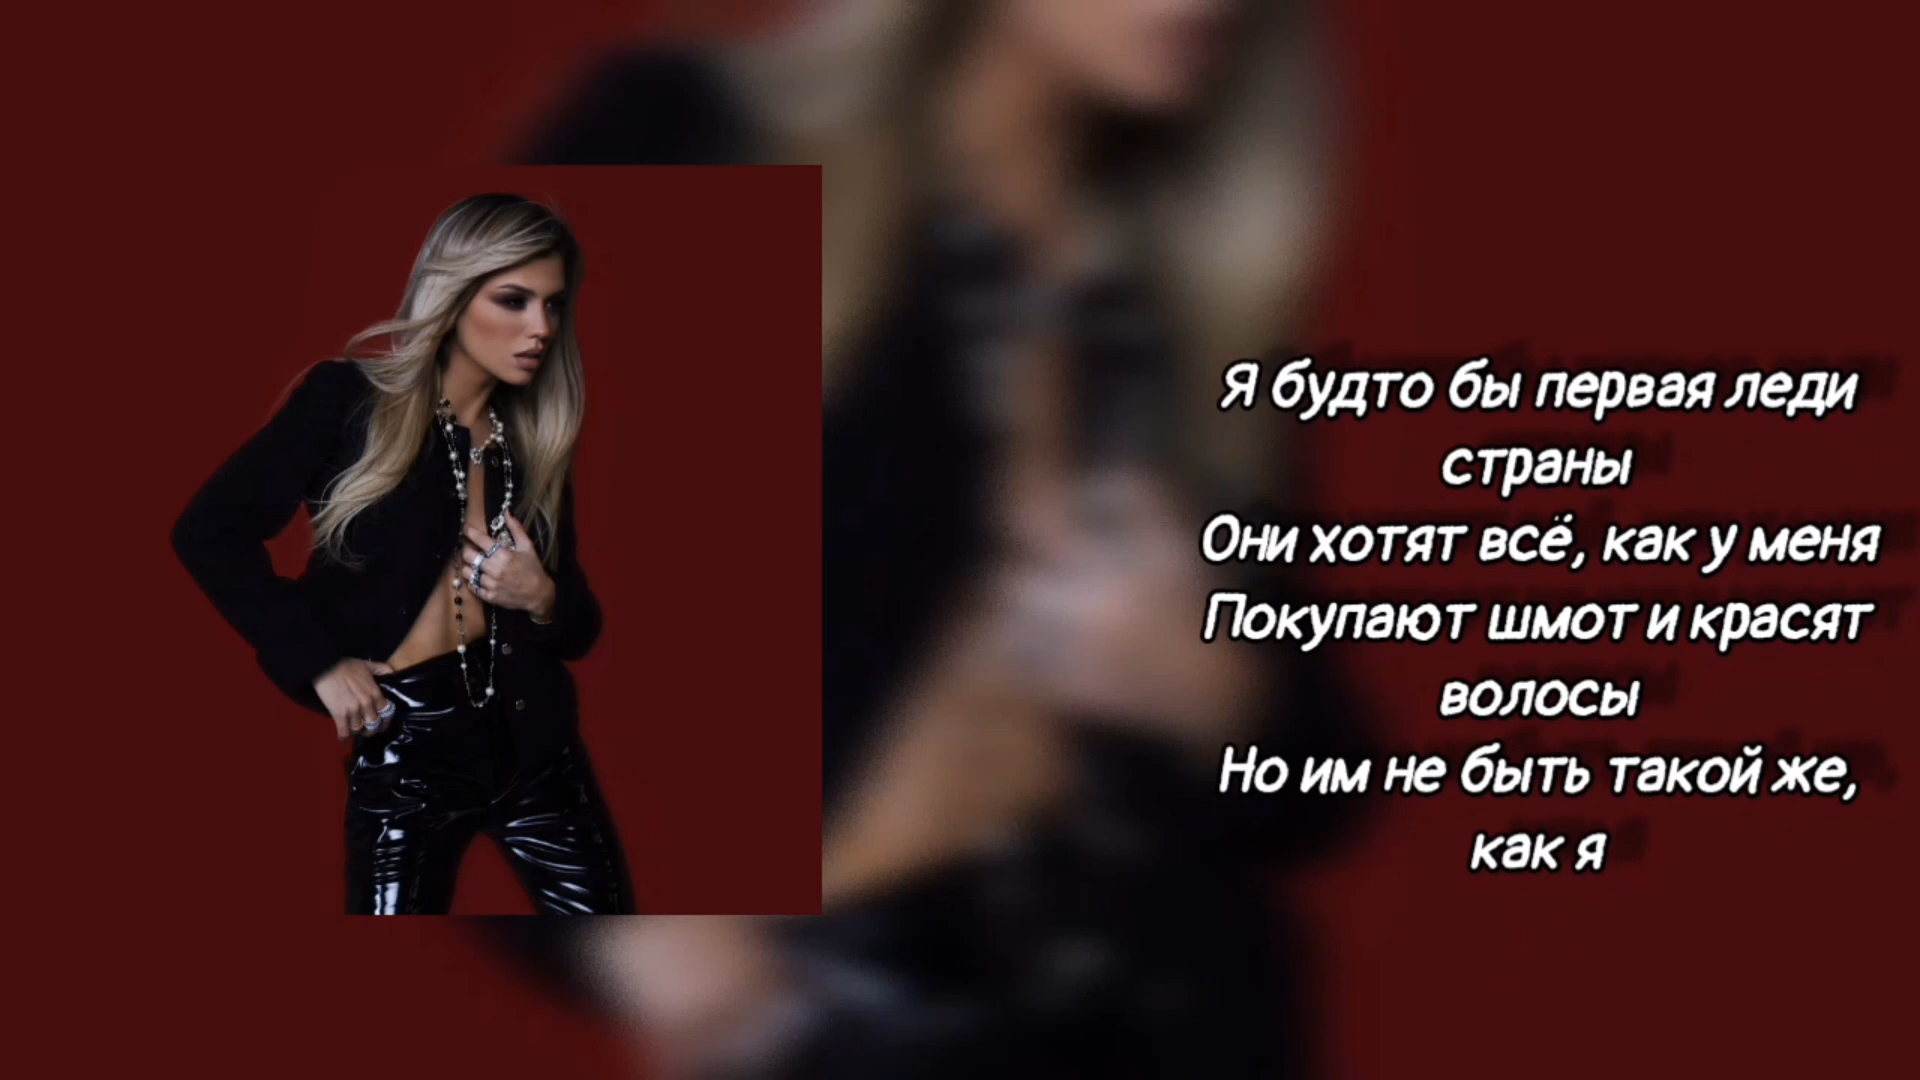 Я будто бы первая леди
страны
Они хотят всё, как у меня
Покупают шмот и красят
волосы
Но им не быть такой же,
как я